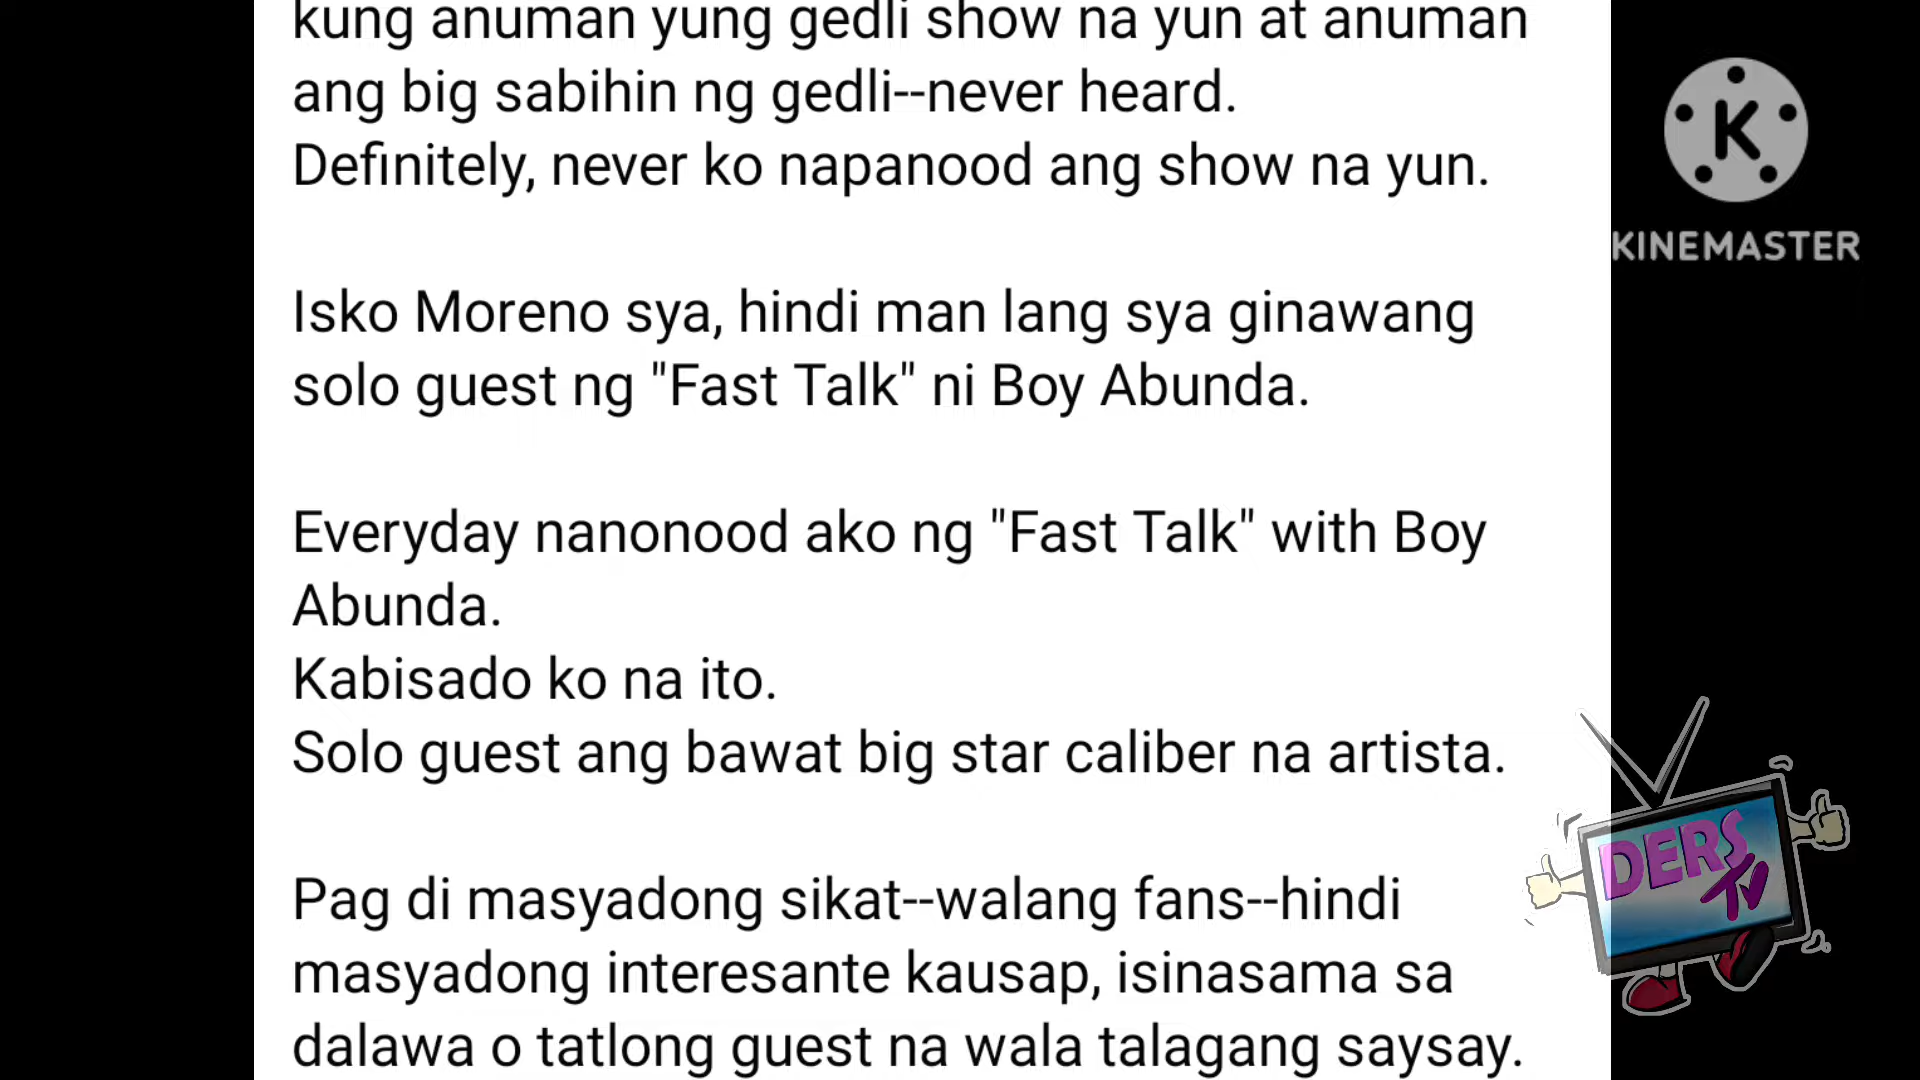 kung anuman yung gedli show na yun at anuman
ang big sabihin ng gedli--never heard.
Definitely, never ko napanood ang show na yun.
Isko Moreno sya, hindi man lang sya ginawang
solo guest ng "Fast Talk" ni Boy Abunda.
Everyday nanonood ako ng "Fast Talk" with Boy
Abunda.
Kabisado ko na ito.
Solo guest ang bawat big star caliber na artista.
Pag di masyadong sikat--walang fans--hindi
masyadong interesante kausap, isinasama sa
dalawa o tatlong guest na wala talagang saysay.
K
KINEMASTER
DERS
TV